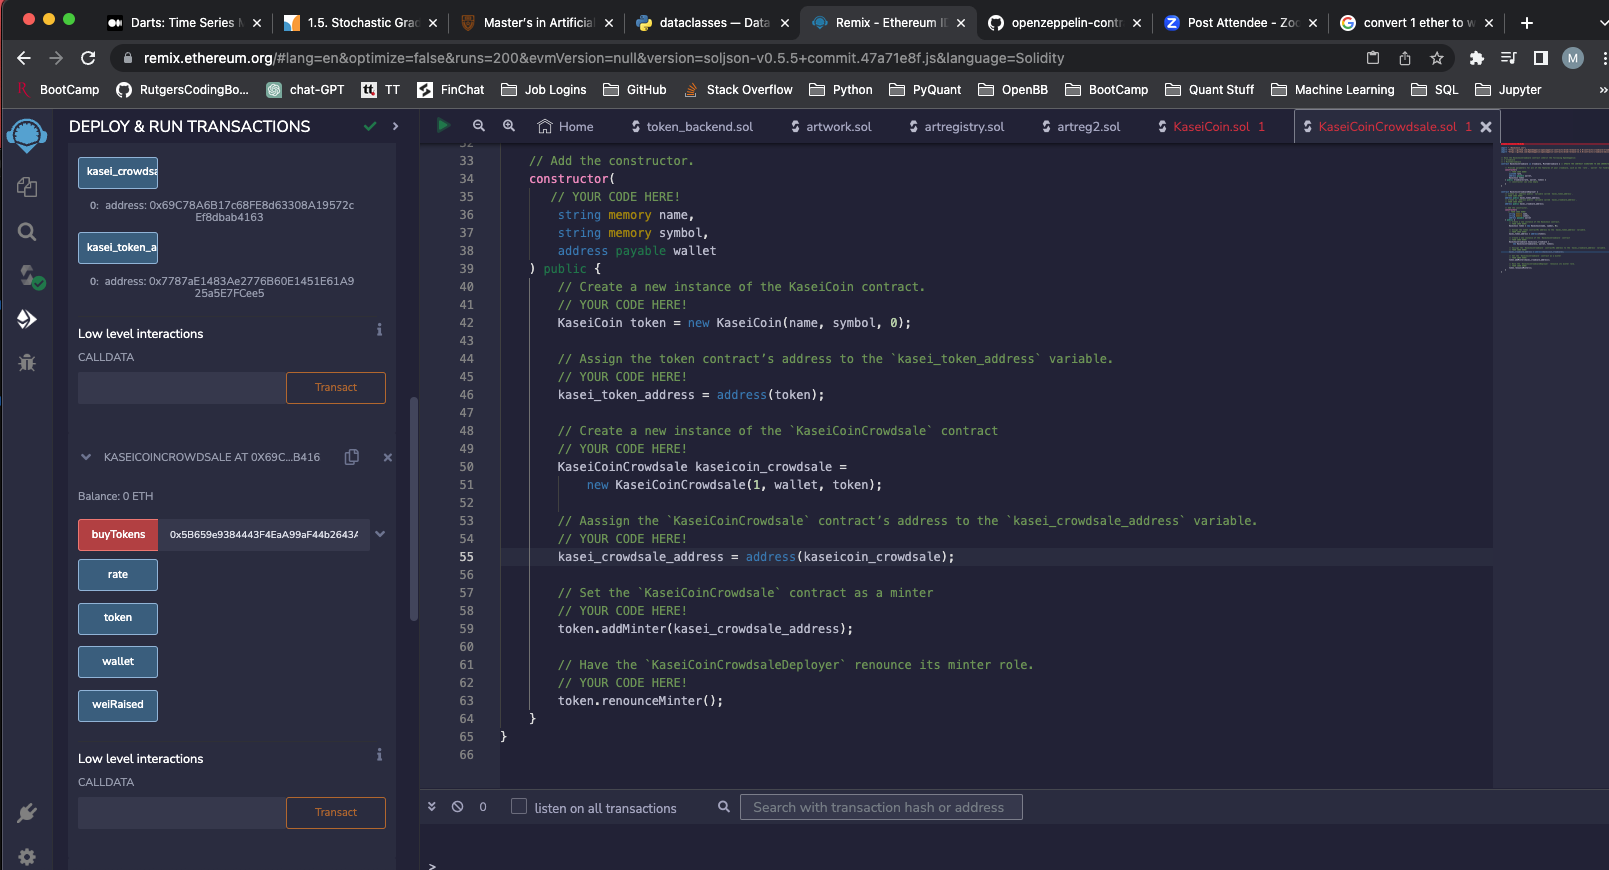 Darts: Time Series M
1.5. Stochastic Grad
Master's in Artificial
dataclasses — Data
Remix - Ethereum ID
openzeppelin-contr
Post Attendee - Zoo
convert 1 ether to w
remix.ethereum.org/#lang=en&optimize=false&runs=200&evmVersion=null&version=soljson-v0.5.5+commit.47a71e8f.js&language=Solidity
M
BootCamp RutgersCodingBo... chat-GPT TT FinChat Job Logins GitHub Stack Overflow Python PyQuant OpenBB BootCamp Quant Stuff Machine Learning SQL Jupyter »
DEPLOY & RUN TRANSACTIONS
Home token_backend.sol artwork.sol artregistry.sol artreg2.sol KaseiCoin.sol 1 KaseiCoinCrowdsale.sol 1
kasei_crowdsa
0: address: 0x69C78A6B17c68FE8d63308A19572c
Ef8dbab4163
kasei_token_a
0: address: 0x7787aE1483Ae2776B60E1451E61A9
25a5E7FCee5
Low level interactions
CALLDATA
Transact
KASEICOINCROWDSALE AT 0X69C...B416
Balance: 0 ETH
buyTokens 0x5B659e9384443F4EaA99aF44b2643A
rate
token
wallet
weiRaised
Low level interactions
CALLDATA
Transact
32
33 // Add the constructor.
34 constructor(
35 // YOUR CODE HERE!
36 string memory name,
37 string memory symbol,
38 address payable wallet
39 ) public {
40 // Create a new instance of the KaseiCoin contract.
41 // YOUR CODE HERE!
42 KaseiCoin token = new KaseiCoin(name, symbol, 0);
43
44 // Assign the token contract’s address to the `kasei_token_address` variable.
45 // YOUR CODE HERE!
46 kasei_token_address = address(token);
47
48 // Create a new instance of the `KaseiCoinCrowdsale` contract
49 // YOUR CODE HERE!
50 KaseiCoinCrowdsale kaseicoin_crowdsale =
51 new KaseiCoinCrowdsale(1, wallet, token);
52
53 // Aassign the `KaseiCoinCrowdsale` contract’s address to the `kasei_crowdsale_address` variable.
54 // YOUR CODE HERE!
55 kasei_crowdsale_address = address(kaseicoin_crowdsale);
56
57 // Set the `KaseiCoinCrowdsale` contract as a minter
58 // YOUR CODE HERE!
59 token.addMinter(kasei_crowdsale_address);
60
61 // Have the `KaseiCoinCrowdsaleDeployer` renounce its minter role.
62 // YOUR CODE HERE!
63 token.renounceMinter();
64 }
65 }
66
0 listen on all transactions Search with transaction hash or address
>